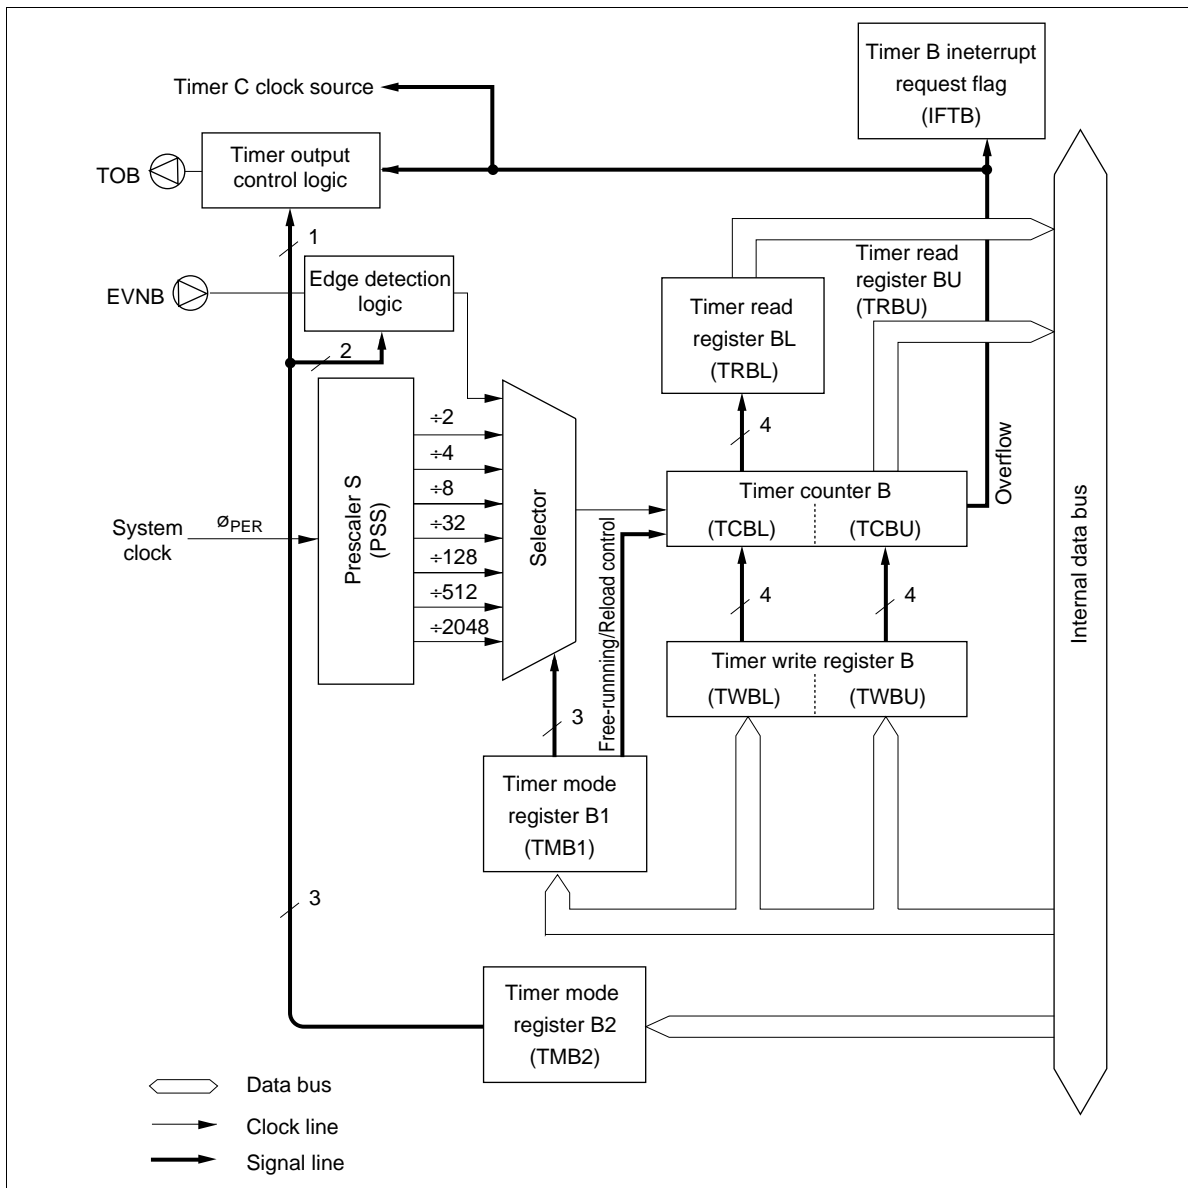 Timer B ineterrupt
request flag
(IFTB)
Timer C clock source
Timer output
control logic
TOB
1
EVNB
Edge detection
logic
2
Timer read
register BU
(TRBU)
Timer read
register BL
(TRBL)
4
Overflow
Internal data bus
System
clock
øPER
Prescaler S
(PSS)
÷2
÷4
÷8
÷32
÷128
÷512
÷2048
Selector
Timer counter B
(TCBL)
(TCBU)
Free-runnning/Reload control
4
4
Timer write register B
(TWBL)
(TWBU)
3
Timer mode
register B1
(TMB1)
3
Timer mode
register B2
(TMB2)
Data bus
Clock line
Signal line